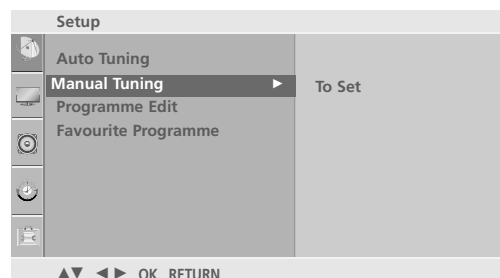 Setup
Auto Tuning
Manual Tuning ►
To Set
Programme Edit
Favourite Programme
▲▼ ◄► OK RETURN